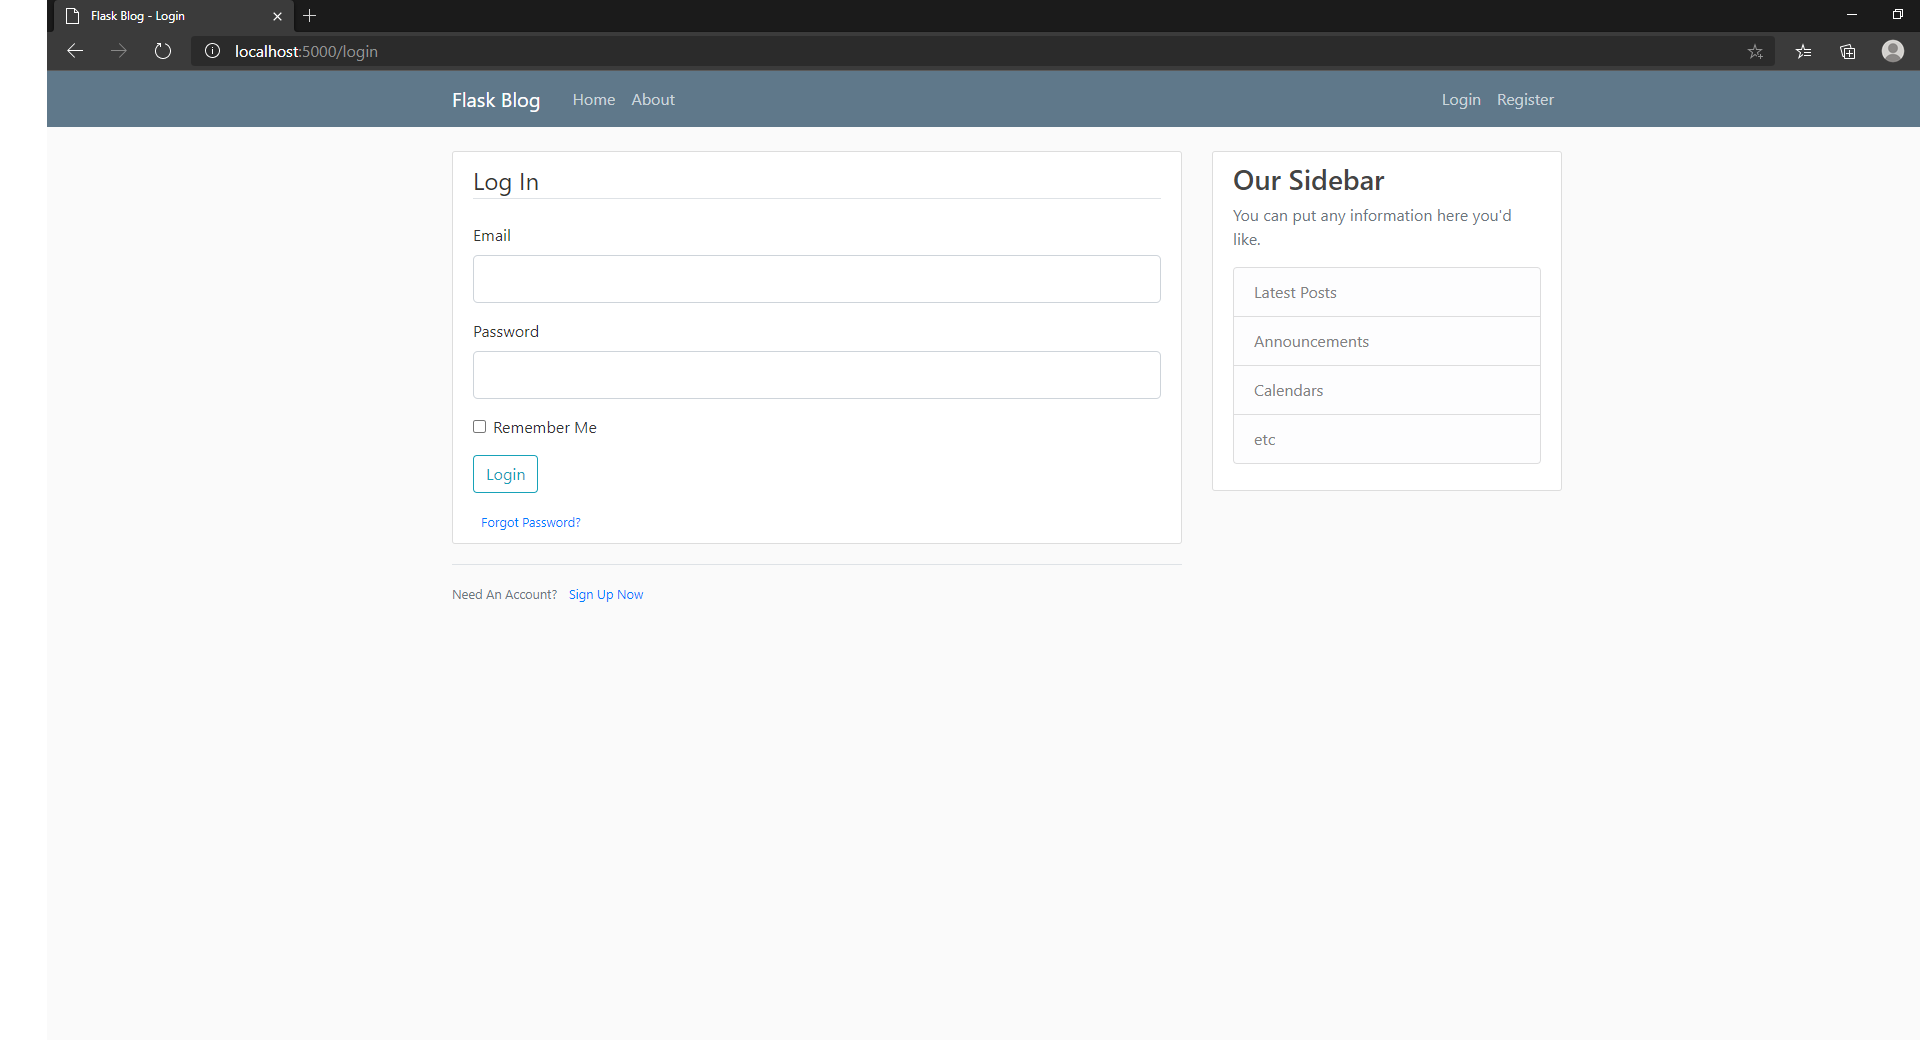 Flask Blog - Login
localhost:5000/login
Flask Blog Home About Login Register
Log In
Email
Password
Remember Me
Login
Forgot Password?
Need An Account? Sign Up Now
Our Sidebar
You can put any information here you'd
like.
Latest Posts
Announcements
Calendars
etc